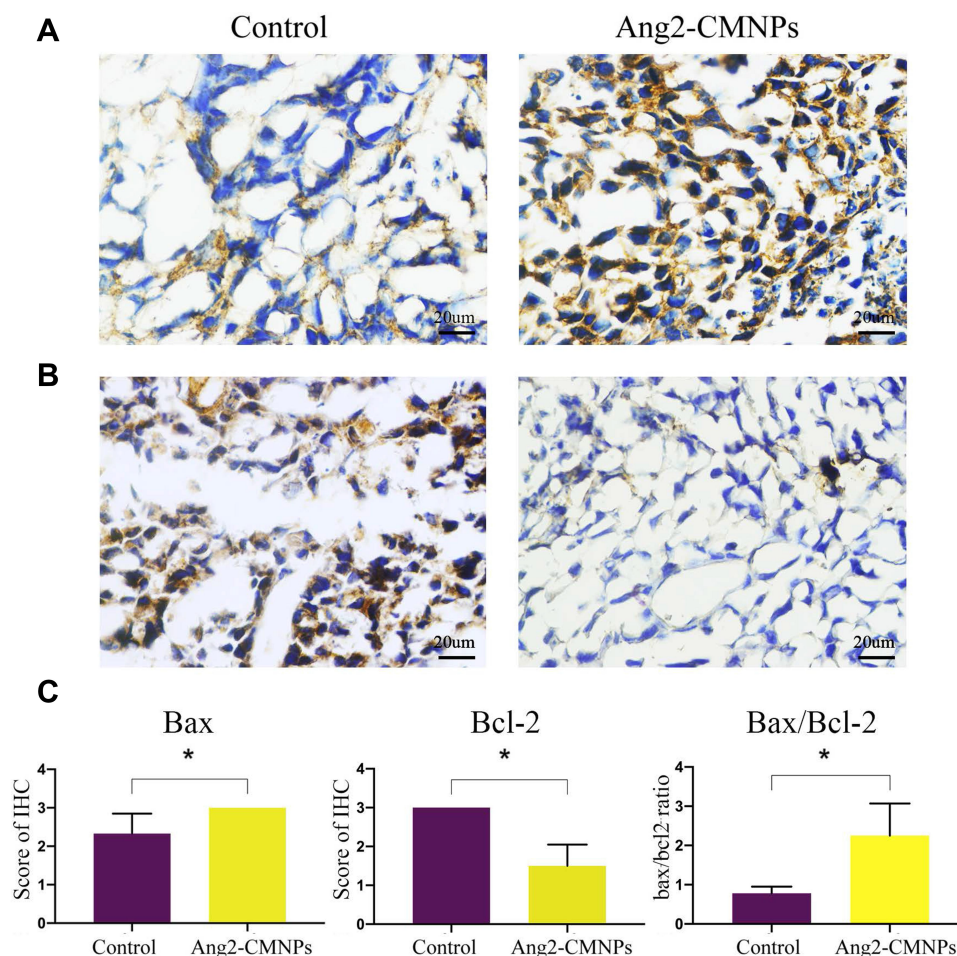 A
Control
Ang2-CMNPs
20um
20um
B
20um
20um
C
Bax
Bcl-2
Bax/Bcl-2
*
*
*
Score of IHC
4
3
2
1
0
Control
Ang2-CMNPs
Score of IHC
4
3
2
1
0
Control
Ang2-CMNPs
bax/bcl2-ratio
4
3
2
1
0
Control
Ang2-CMNPs